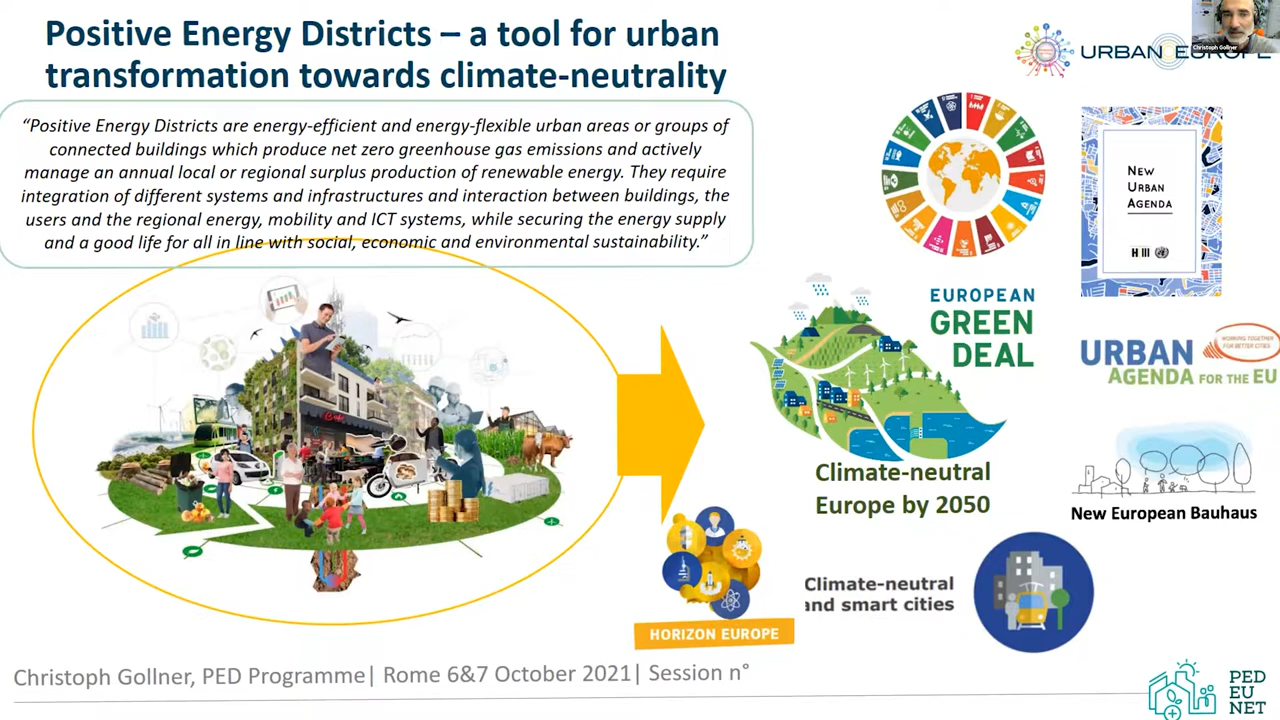 Positive Energy Districts – a tool for urban
transformation towards climate-neutrality
URBAN EUROPE
Christoph Gollner
“Positive Energy Districts are energy-efficient and energy-flexible urban areas or groups of
connected buildings which produce net zero greenhouse gas emissions and actively
manage an annual local or regional surplus production of renewable energy. They require
integration of different systems and infrastructures and interaction between buildings, the
users and the regional energy, mobility and ICT systems, while securing the energy supply
and a good life for all in line with social, economic and environmental sustainability.”
NEW
URBAN
AGENDA
EUROPEAN
GREEN
DEAL
URBAN
AGENDA FOR THE EU
WORKING TOGETHER
FOR BETTER CITIES
Climate-neutral
Europe by 2050
New European Bauhaus
HORIZON EUROPE
Climate-neutral
and smart cities
Christoph Gollner, PED Programme| Rome 6&7 October 2021| Session n°
PED
EU
NET